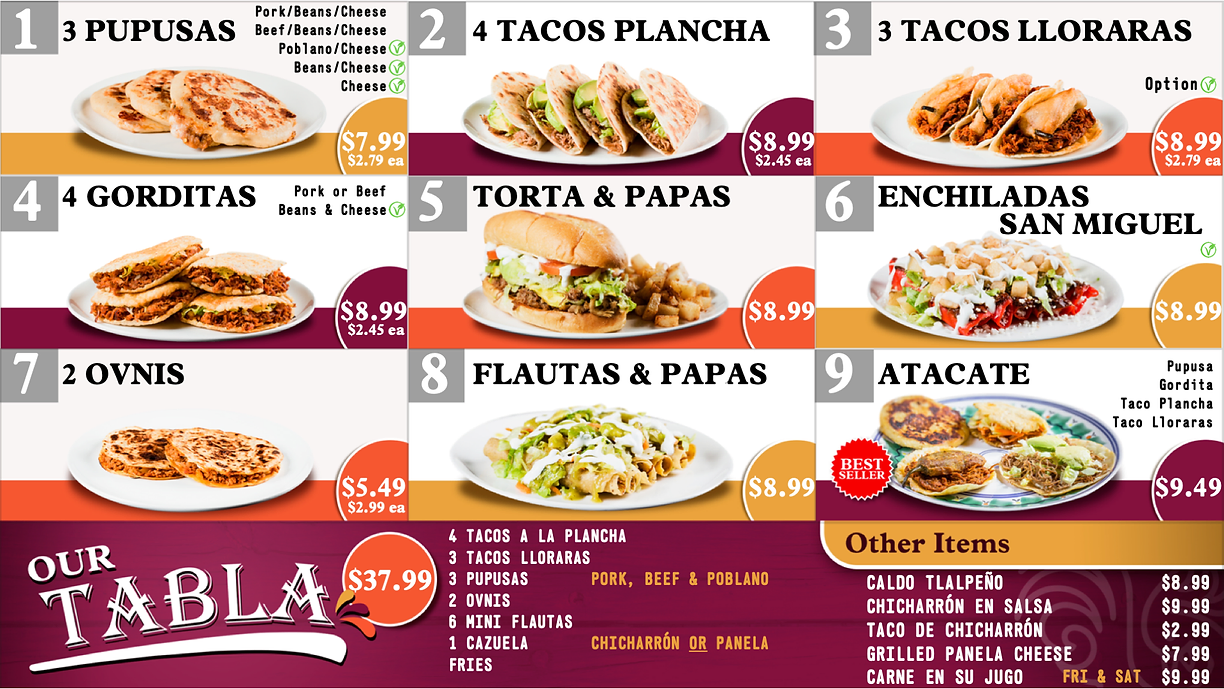 1
3 PUPUSAS
Pork/Beans/Cheese
Beef/Beans/Cheese
Poblano/Cheese
Beans/Cheese
Cheese
$7.99
$2.79 ea
2
4 TACOS PLANCHA
$8.99
$2.45 ea
3
3 TACOS LLORARAS
Option
$8.99
$2.79 ea
4
4 GORDITAS
Pork or Beef
Beans & Cheese
$8.99
$2.45 ea
5
TORTA & PAPAS
$8.99
6
ENCHILADAS
SAN MIGUEL
$8.99
7
2 OVNIS
$5.49
$2.99 ea
8
FLAUTAS & PAPAS
$8.99
9
ATACATE
Pupusa
Gordita
Taco Plancha
Taco Lloraras
BEST
SELLER
$9.49
OUR
TABLA
$37.99
4 TACOS A LA PLANCHA
3 TACOS LLORARAS
3 PUPUSAS PORK, BEEF & POBLANO
2 OVNIS
6 MINI FLAUTAS
1 CAZUELA CHICHARRÓN OR PANELA
FRIES
Other Items
CALDO TLALPEÑO $8.99
CHICHARRÓN EN SALSA $9.99
TACO DE CHICHARRÓN $2.99
GRILLED PANELA CHEESE $7.99
CARNE EN SU JUGO FRI & SAT $9.99